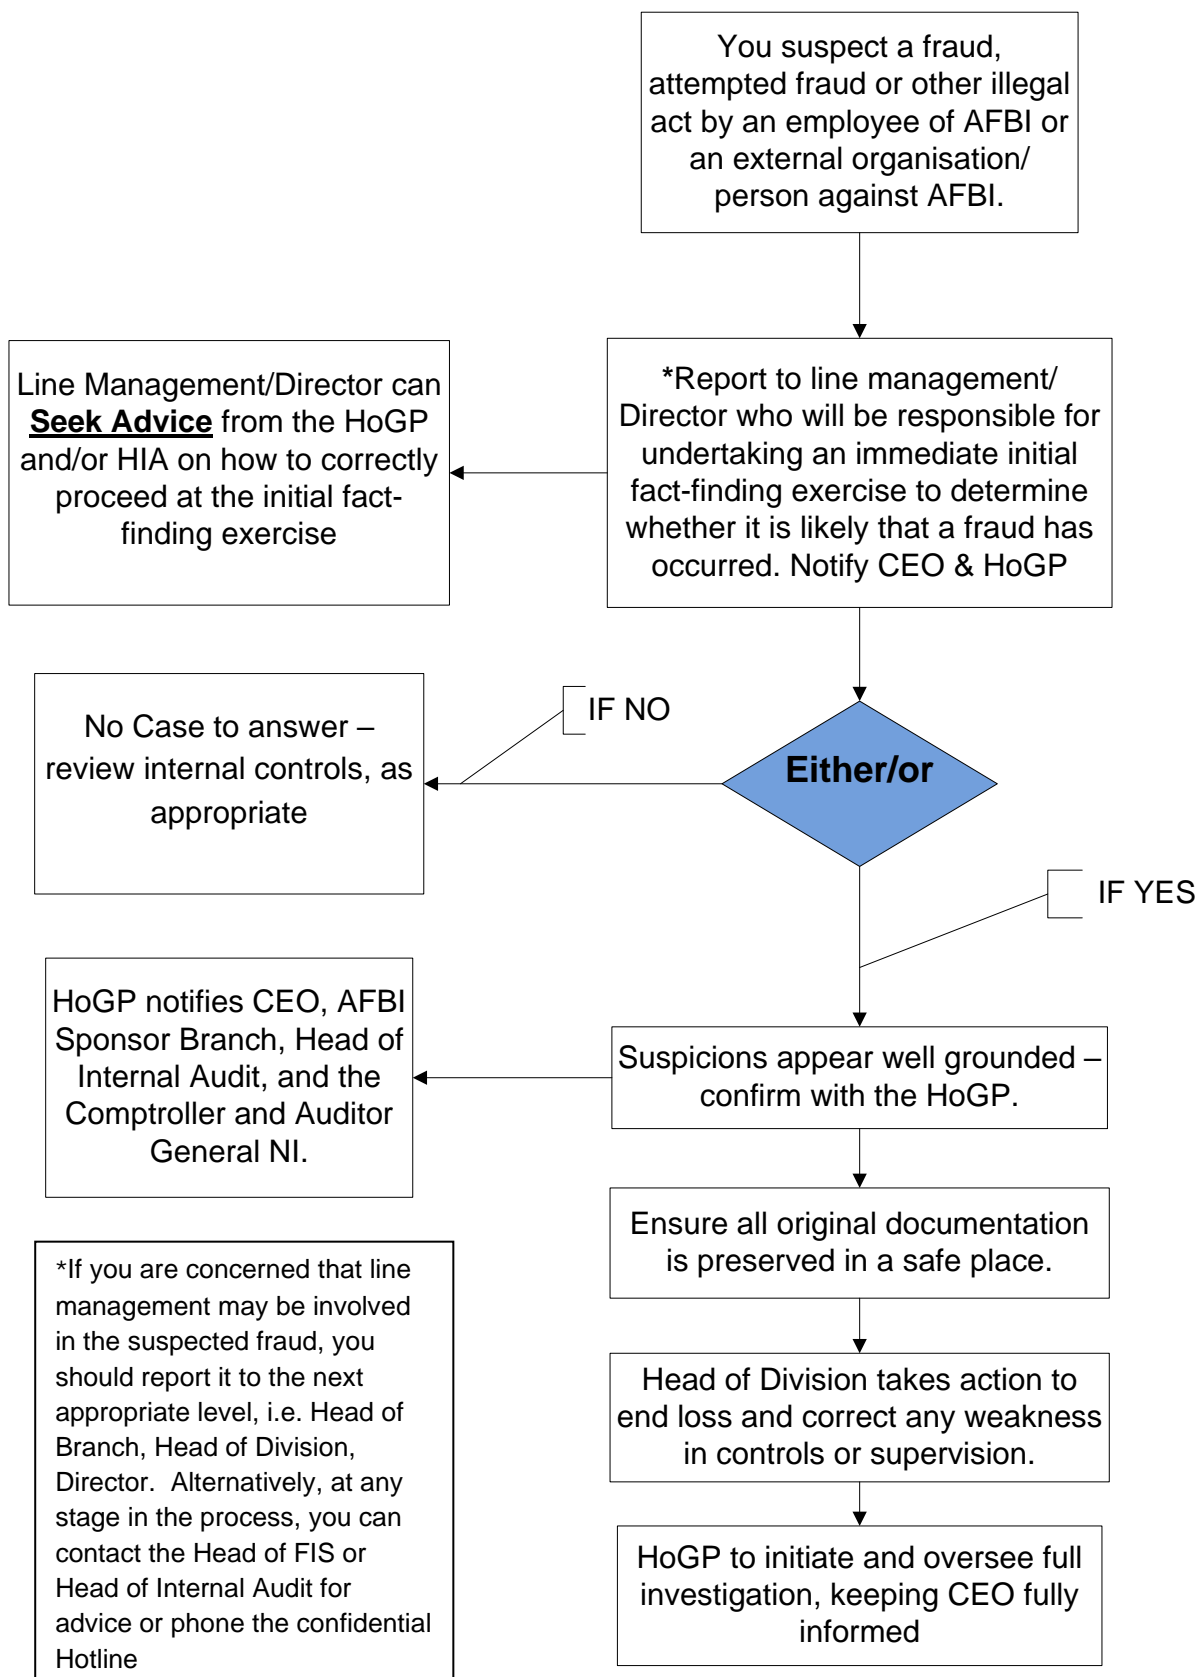 You suspect a fraud,
attempted fraud or other illegal
act by an employee of AFBI or
an external organisation/
person against AFBI.
*Report to line management/
Director who will be responsible for
undertaking an immediate initial
fact-finding exercise to determine
whether it is likely that a fraud has
occurred. Notify CEO & HoGP
Line Management/Director can
Seek Advice from the HoGP
and/or HIA on how to correctly
proceed at the initial fact-
finding exercise
Either/or
IF NO
No Case to answer –
review internal controls, as
appropriate
IF YES
Suspicions appear well grounded –
confirm with the HoGP.
HoGP notifies CEO, AFBI
Sponsor Branch, Head of
Internal Audit, and the
Comptroller and Auditor
General NI.
Ensure all original documentation
is preserved in a safe place.
Head of Division takes action to
end loss and correct any weakness
in controls or supervision.
HoGP to initiate and oversee full
investigation, keeping CEO fully
informed
*If you are concerned that line
management may be involved
in the suspected fraud, you
should report it to the next
appropriate level, i.e. Head of
Branch, Head of Division,
Director.  Alternatively, at any
stage in the process, you can
contact the Head of FIS or
Head of Internal Audit for
advice or phone the confidential
Hotline